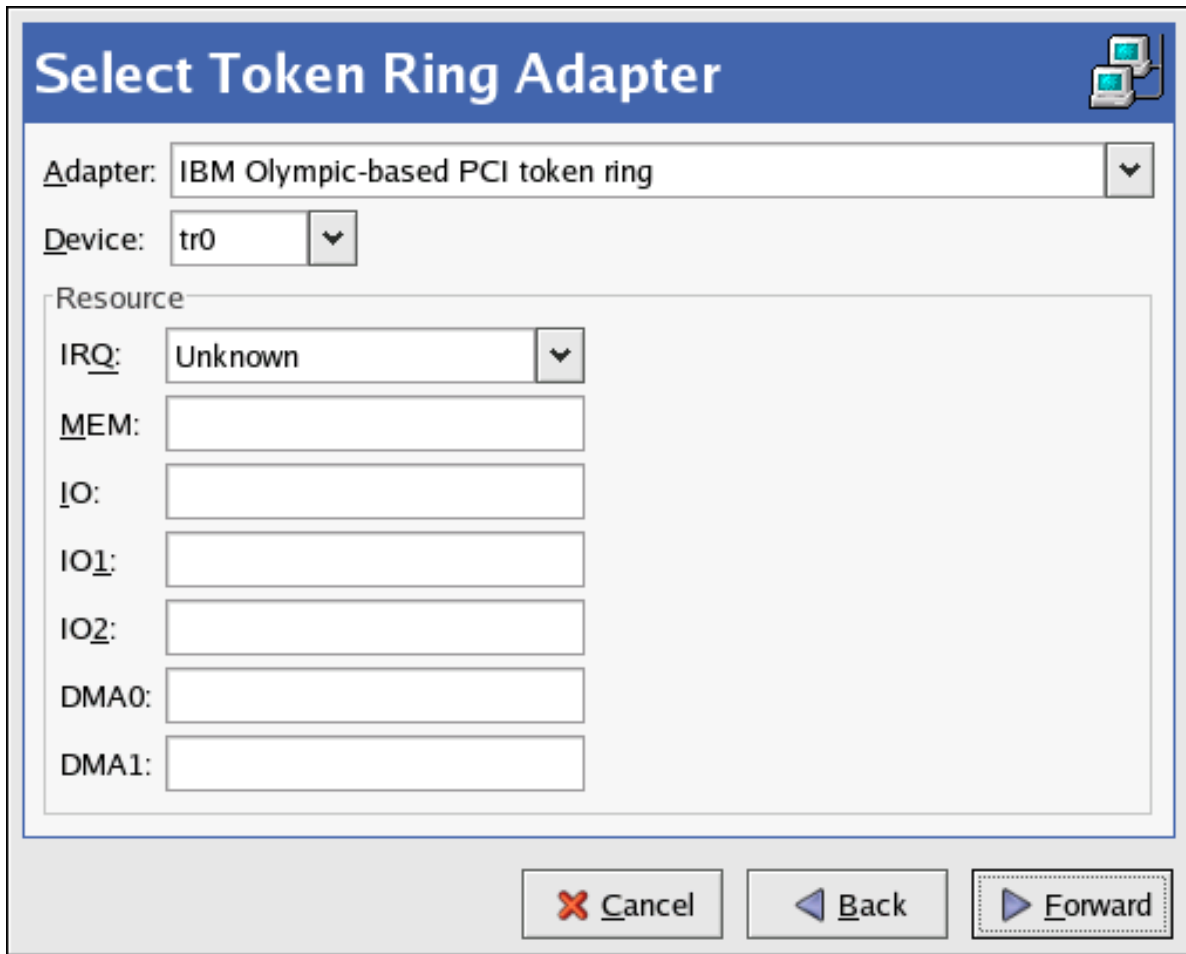 Select Token Ring Adapter
Adapter: IBM Olympic-based PCI token ring
Device: tr0
Resource
IRQ: Unknown
MEM:
IO:
IO1:
IO2:
DMA0:
DMA1:
Cancel Back Forward